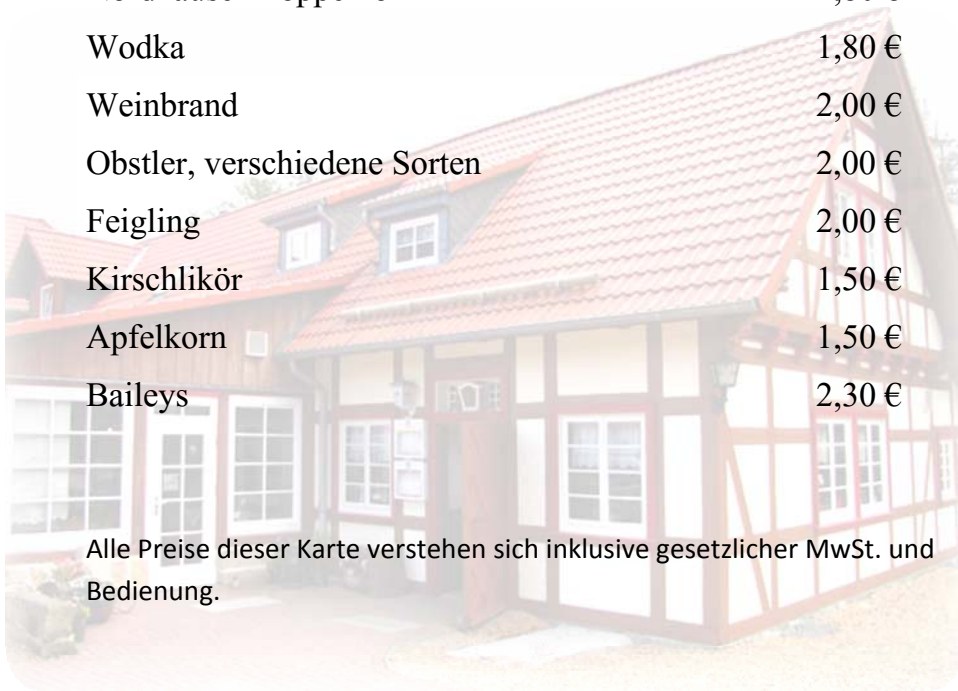 Wodka 1,80 €
Weinbrand 2,00 €
Obstler, verschiedene Sorten 2,00 €
Feigling 2,00 €
Kirschlikör 1,50 €
Apfelkorn 1,50 €
Baileys 2,30 €
Alle Preise dieser Karte verstehen sich inklusive gesetzlicher MwSt. und
Bedienung.